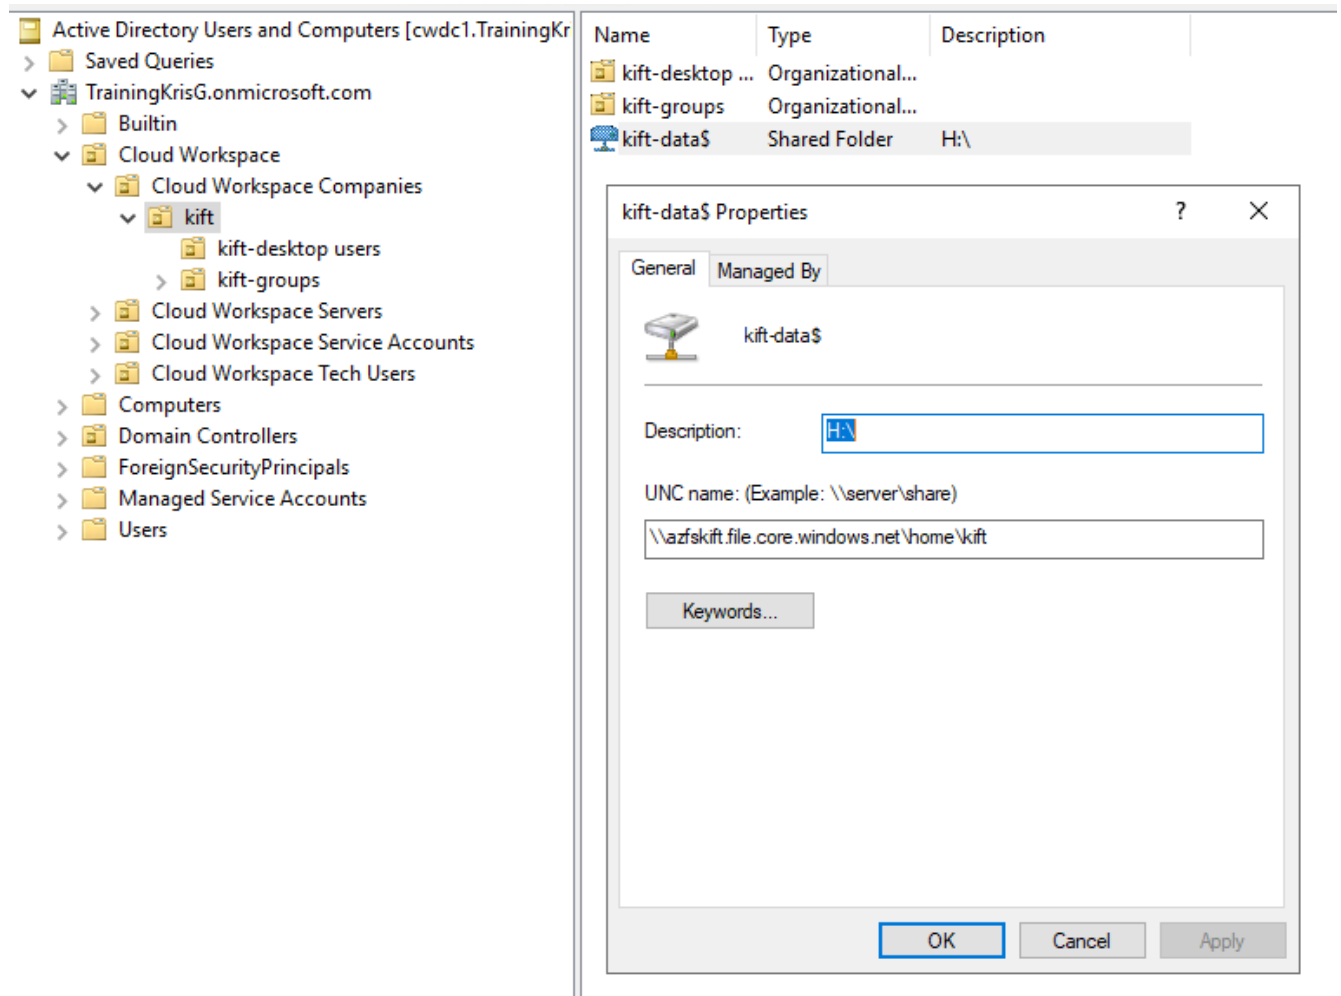 Active Directory Users and Computers [cwdc1.TrainingKr
Saved Queries
TrainingKrisG.onmicrosoft.com
Builtin
Cloud Workspace
Cloud Workspace Companies
kift
kift-desktop users
kift-groups
Cloud Workspace Servers
Cloud Workspace Service Accounts
Cloud Workspace Tech Users
Computers
Domain Controllers
ForeignSecurityPrincipals
Managed Service Accounts
Users
Name Type Description
kift-desktop ... Organizational...
kift-groups Organizational...
kift-data$ Shared Folder H:\
kift-data$ Properties ?
General Managed By
kift-data$
Description: H:\
UNC name: (Example: \\server\share)
\\azfskift.file.core.windows.net\home\kift
Keywords...
OK Cancel Apply